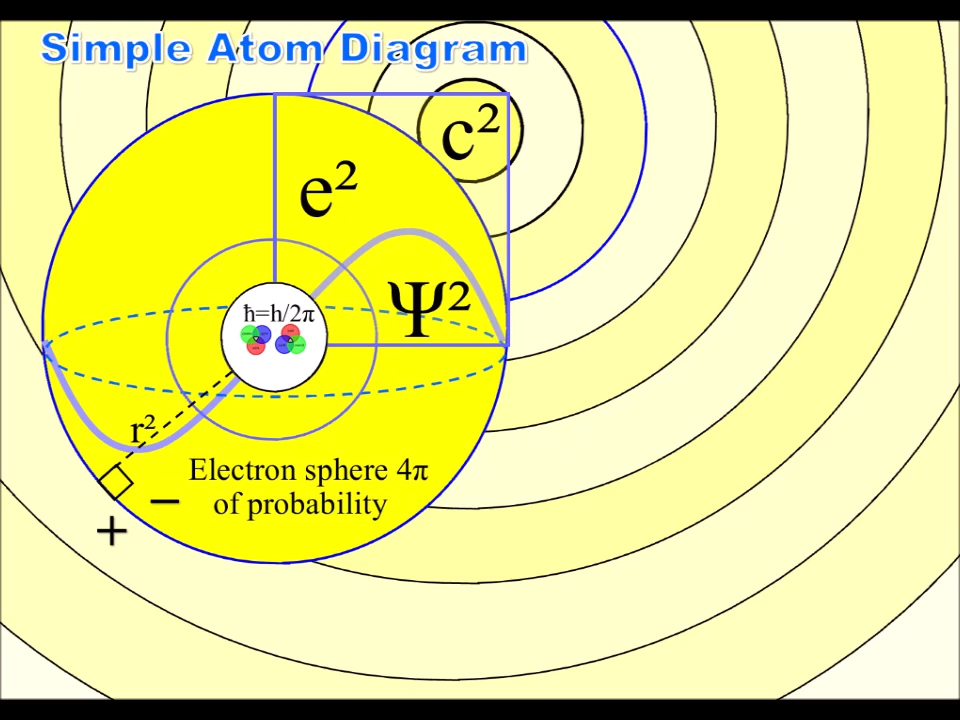 Simple Atom Diagram
c²
e²
Ψ²
ħ=h/2π
r²
Electron sphere 4π
of probability
−
+